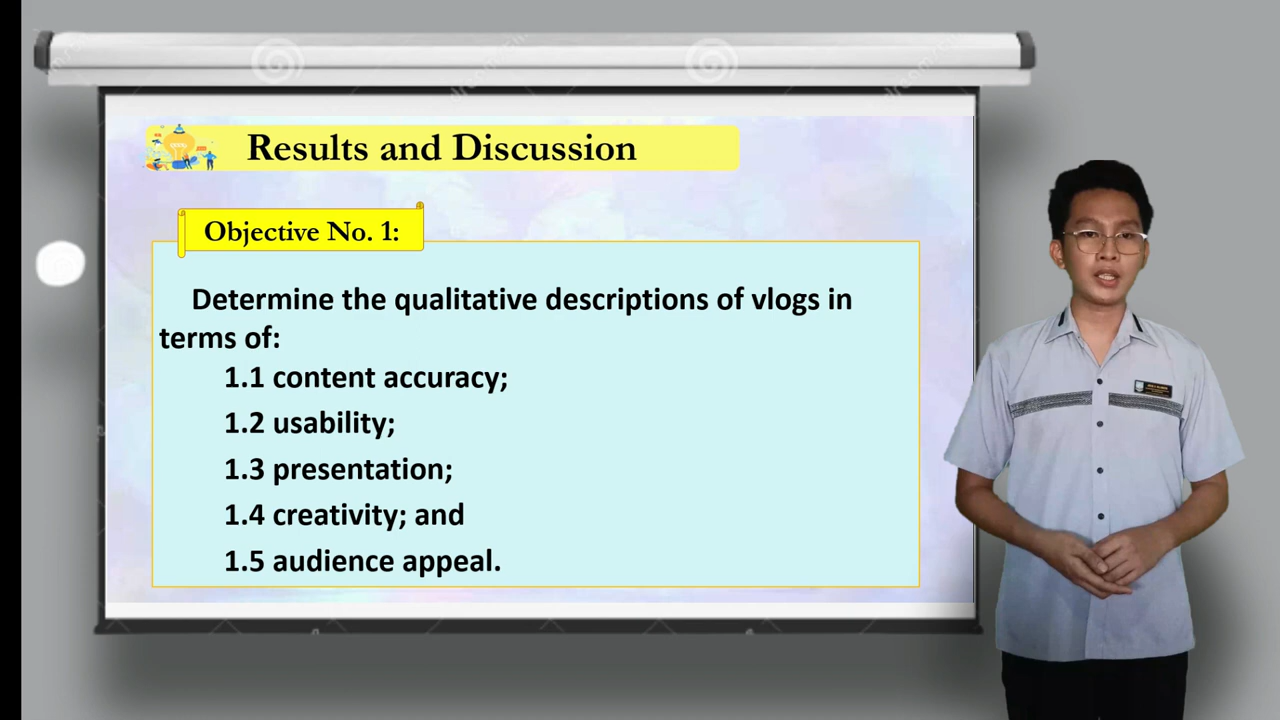 Results and Discussion
Objective No. 1:
Determine the qualitative descriptions of vlogs in
terms of:
1.1 content accuracy;
1.2 usability;
1.3 presentation;
1.4 creativity; and
1.5 audience appeal.